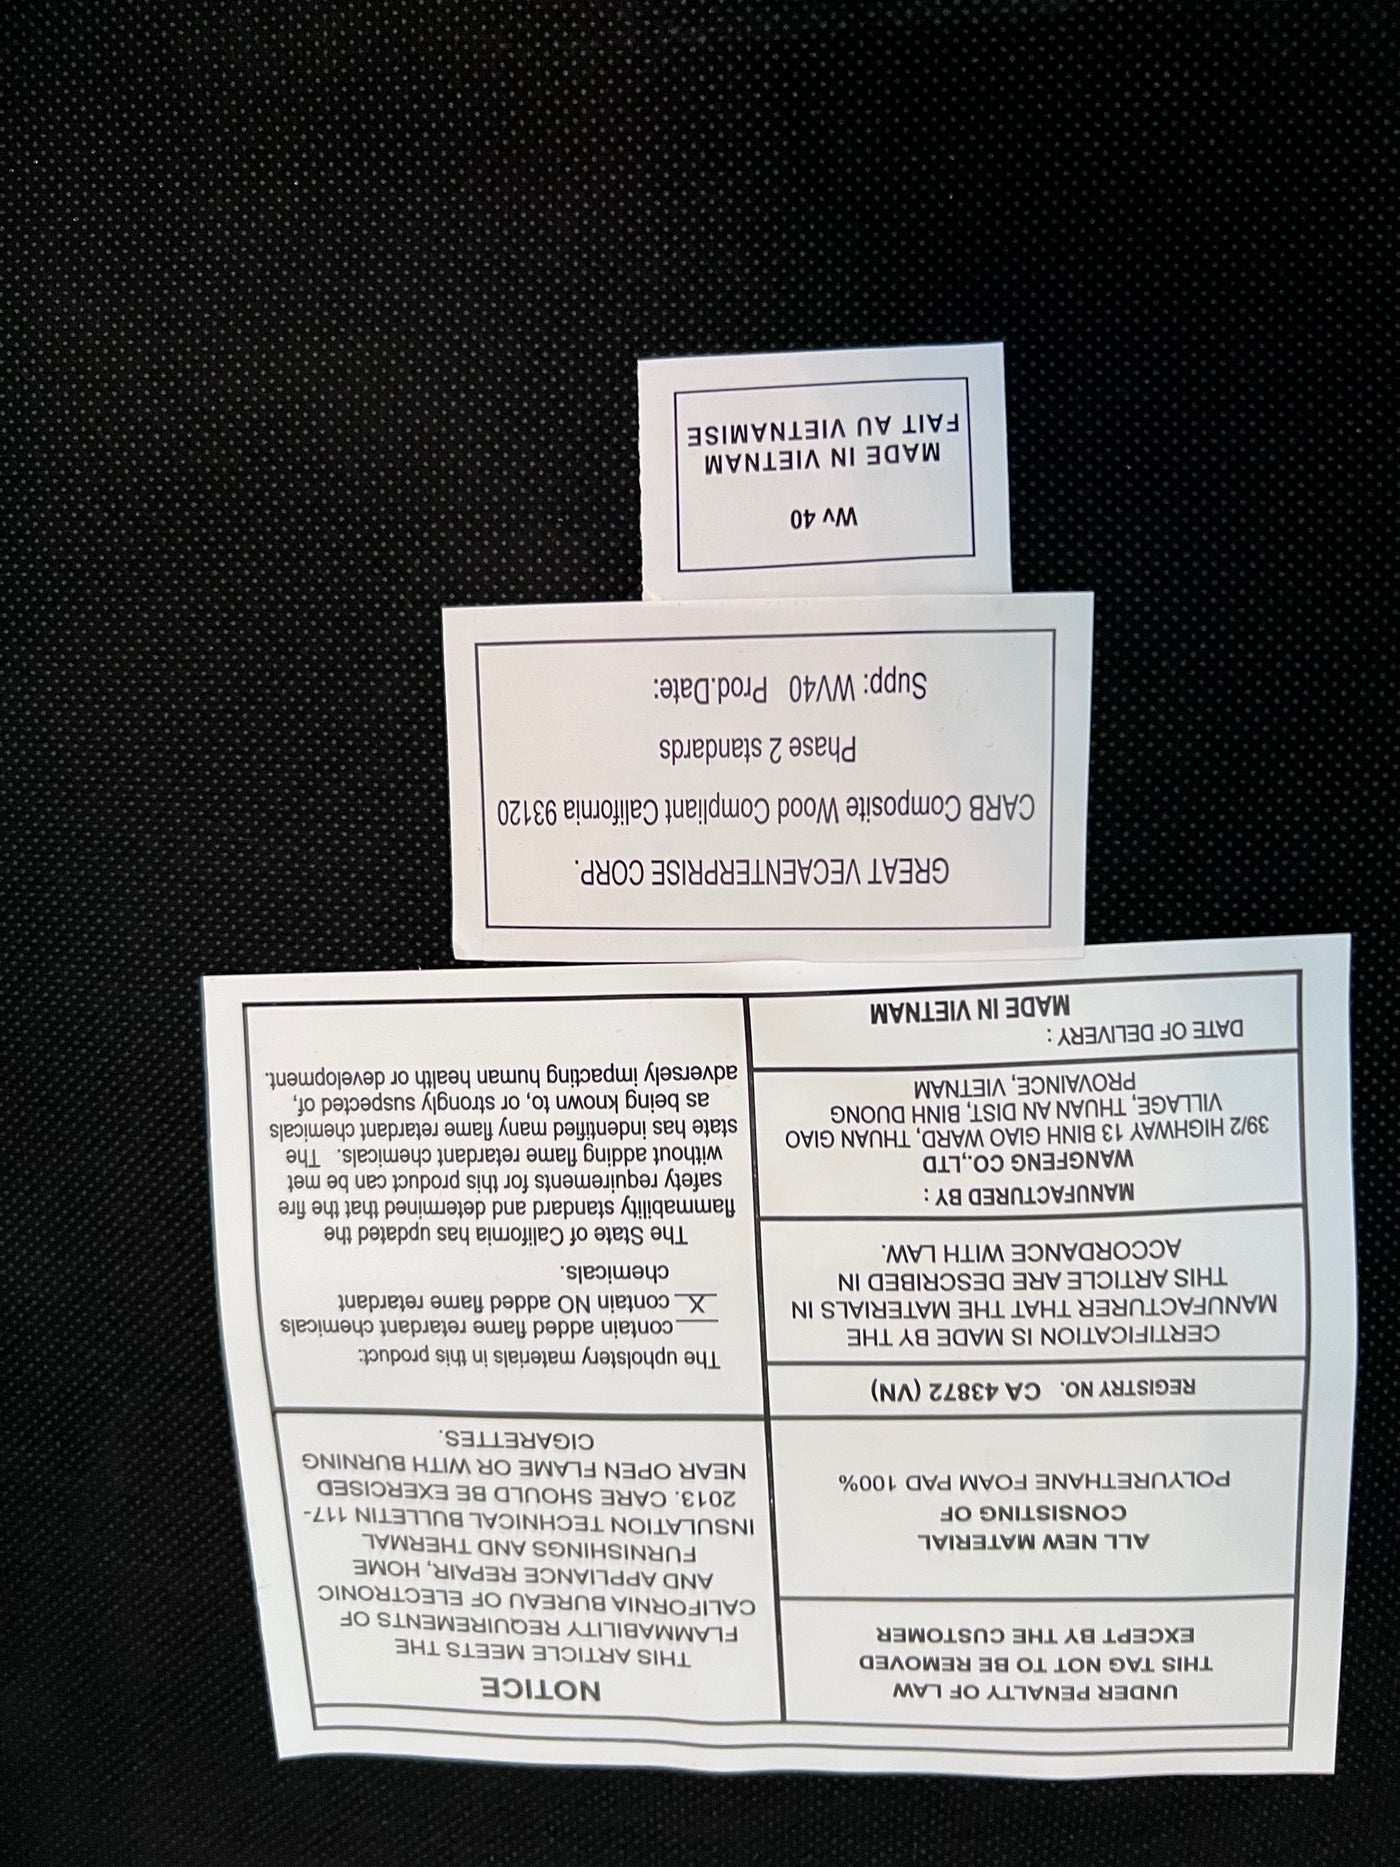 UNDER PENALTY OF LAW
THIS TAG NOT TO BE REMOVED
EXCEPT BY THE CUSTOMER
ALL NEW MATERIAL
CONSISTING OF
POLYURETHANE FOAM PAD 100%
REGISTRY NO. CA 43872 (VN)
CERTIFICATION IS MADE BY THE
MANUFACTURER THAT THE MATERIALS IN
THIS ARTICLE ARE DESCRIBED IN
ACCORDANCE WITH LAW.
MANUFACTURED BY :
WANGFENG CO.,LTD
39/2 HIGHWAY 13 BINH GIAO WARD, THUAN GIAO
VILLAGE, THUAN AN DIST, BINH DUONG
PROVAINCE, VIETNAM
DATE OF DELIVERY :
MADE IN VIETNAM
NOTICE
THIS ARTICLE MEETS THE
FLAMMABILITY REQUIREMENTS OF
CALIFORNIA BUREAU OF ELECTRONIC
AND APPLIANCE REPAIR, HOME
FURNISHINGS AND THERMAL
INSULATION TECHNICAL BULLETIN 117-
2013. CARE SHOULD BE EXERCISED
NEAR OPEN FLAME OR WITH BURNING
CIGARETTES.
The upholstery materials in this product:
____contain added flame retardant chemicals
__X__contain NO added flame retardant
chemicals.
The State of California has updated the
flammability standard and determined that the fire
safety requirements for this product can be met
without adding flame retardant chemicals. The
state has indentified many flame retardant chemicals
as being known to, or strongly suspected of,
adversely impacting human health or development.
GREAT VECAENTERPRISE CORP.
CARB Composite Wood Compliant California 93120
Phase 2 standards
Supp: WV40 Prod.Date:
Wv 40
MADE IN VIETNAM
FAIT AU VIETNAMISE